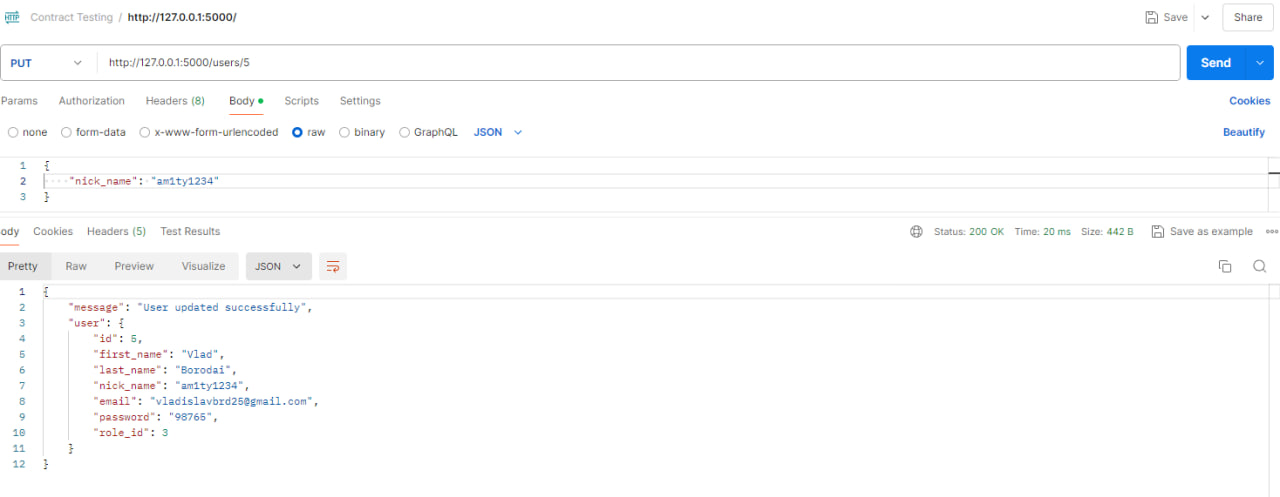 HTTP Contract Testing / http://127.0.0.1:5000/ Save Share
PUT http://127.0.0.1:5000/users/5 Send
Params Authorization Headers (8) Body Scripts Settings Cookies
none form-data x-www-form-urlencoded raw binary GraphQL JSON Beautify
1 {
2 ····"nick_name":·"am1ty1234"
3 }
ody Cookies Headers (5) Test Results Status: 200 OK Time: 20 ms Size: 442 B Save as example
Pretty Raw Preview Visualize JSON
1 {
2 "message": "User updated successfully",
3 "user": {
4 "id": 5,
5 "first_name": "Vlad",
6 "last_name": "Borodai",
7 "nick_name": "am1ty1234",
8 "email": "vladislavbrd25@gmail.com",
9 "password": "98765",
10 "role_id": 3
11 }
12 }